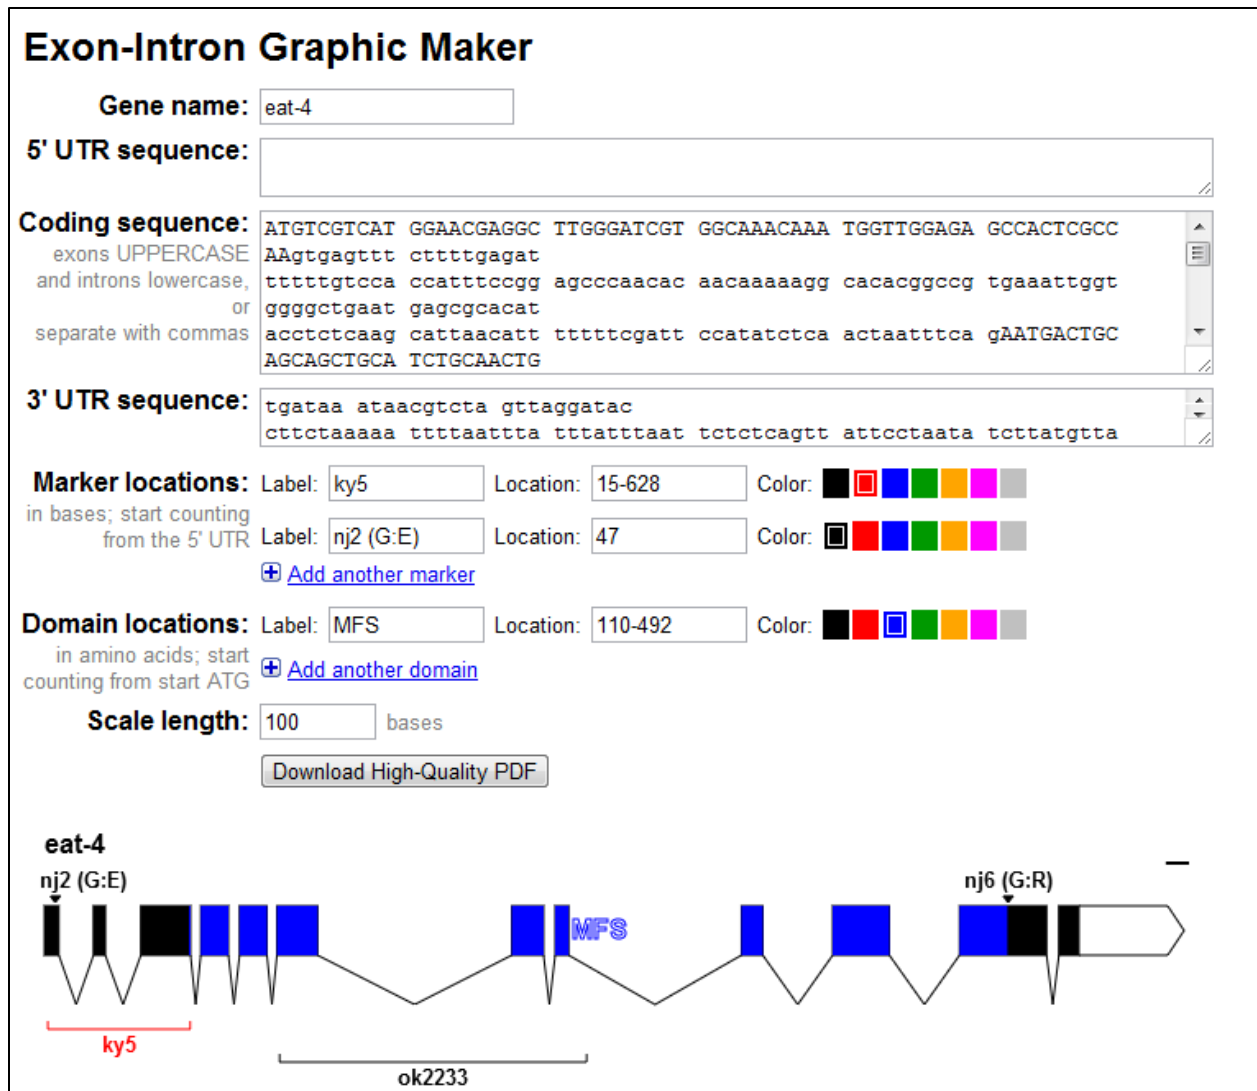 Exon-Intron Graphic Maker
Gene name: eat-4
5' UTR sequence:
Coding sequence: ATGTCGTCAT GGAACGAGGC TTGGGATCGT GGCAAACAAA TGGTTGGAGA GCCACTCGCC
exons UPPERCASE AAgtgagttt cttttgagat
and introns lowercase, tttttgtcca ccatttccgg agcccaacac aacaaaaagg cacacggccg tgaaattggt
or ggggctgaat gagcgcacat
separate with commas acctctcaag cattaacatt tttttcgatt ccatatctca actaatttca gAATGACTGC
AGCAGCTGCA TCTGCAACTG
3' UTR sequence: tgataa ataacgtcta gttaggatac
cttctaaaaa ttttaattta tttatttaat tctctcagtt attcctaata tcttatgtta
Marker locations: Label: ky5 Location: 15-628 Color:
in bases; start counting
from the 5' UTR Label: nj2 (G:E) Location: 47 Color:
Add another marker
Domain locations: Label: MFS Location: 110-492 Color:
in amino acids; start
counting from start ATG Add another domain
Scale length: 100 bases
Download High-Quality PDF
eat-4
nj2 (G:E) nj6 (G:R)
MFS
ky5
ok2233